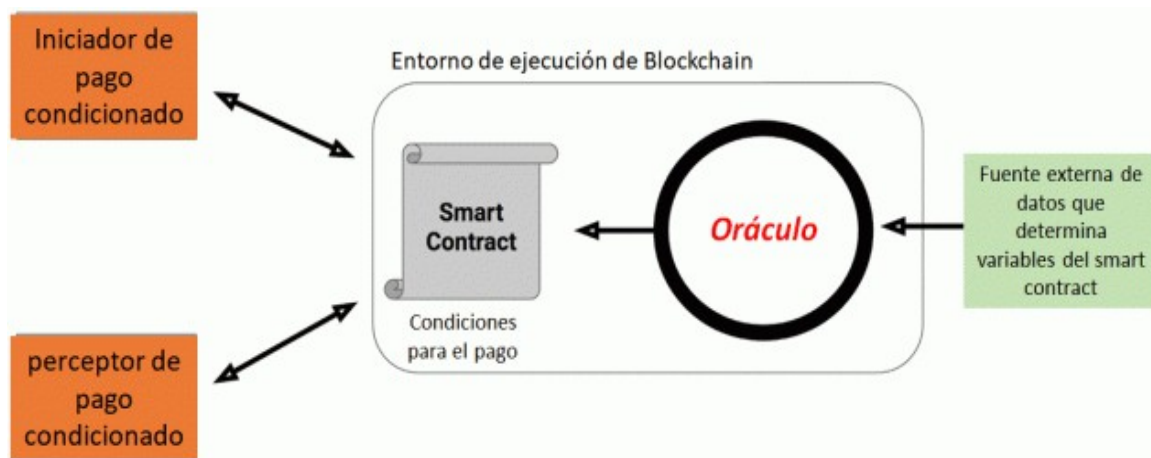 Iniciador de
pago
condicionado
Entorno de ejecución de Blockchain
Smart
Contract
Condiciones
para el pago
Oráculo
Fuente externa de
datos que
determina
variables del smart
contract
perceptor de
pago
condicionado